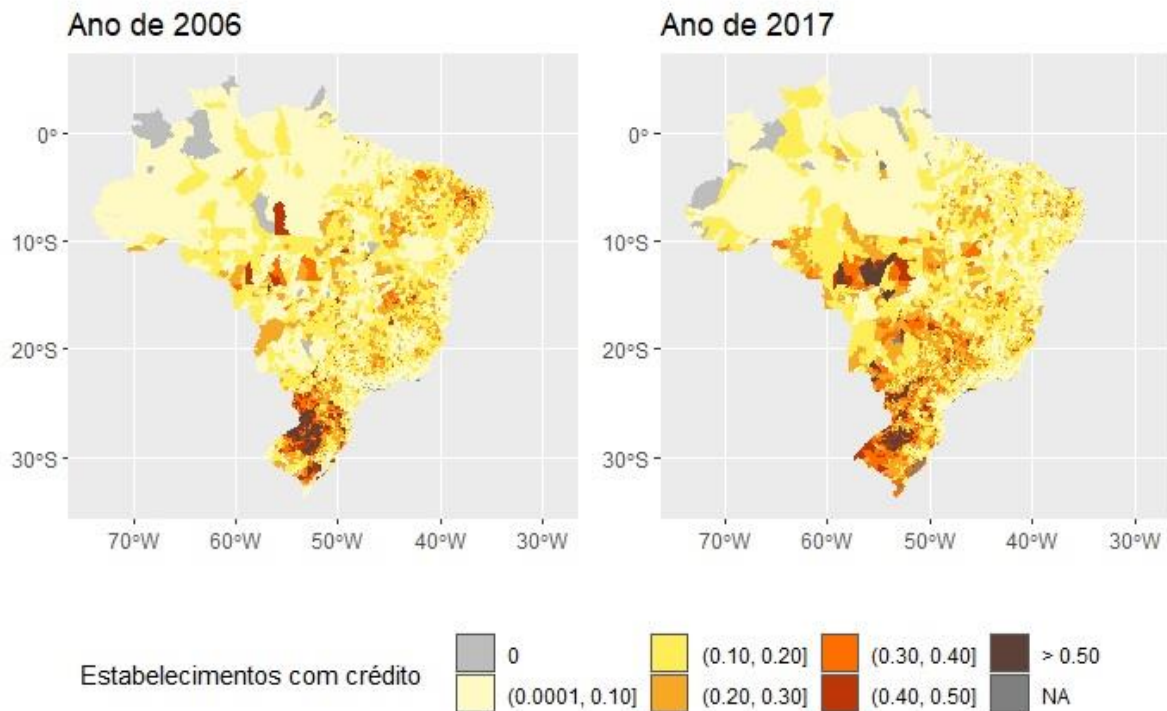 Ano de 2006
Ano de 2017
0°
10°S
20°S
30°S
70°W 60°W 50°W 40°W 30°W
0°
10°S
20°S
30°S
70°W 60°W 50°W 40°W 30°W
Estabelecimentos com crédito
0 (0.10, 0.20] (0.30, 0.40] > 0.50
(0.0001, 0.10] (0.20, 0.30] (0.40, 0.50] NA